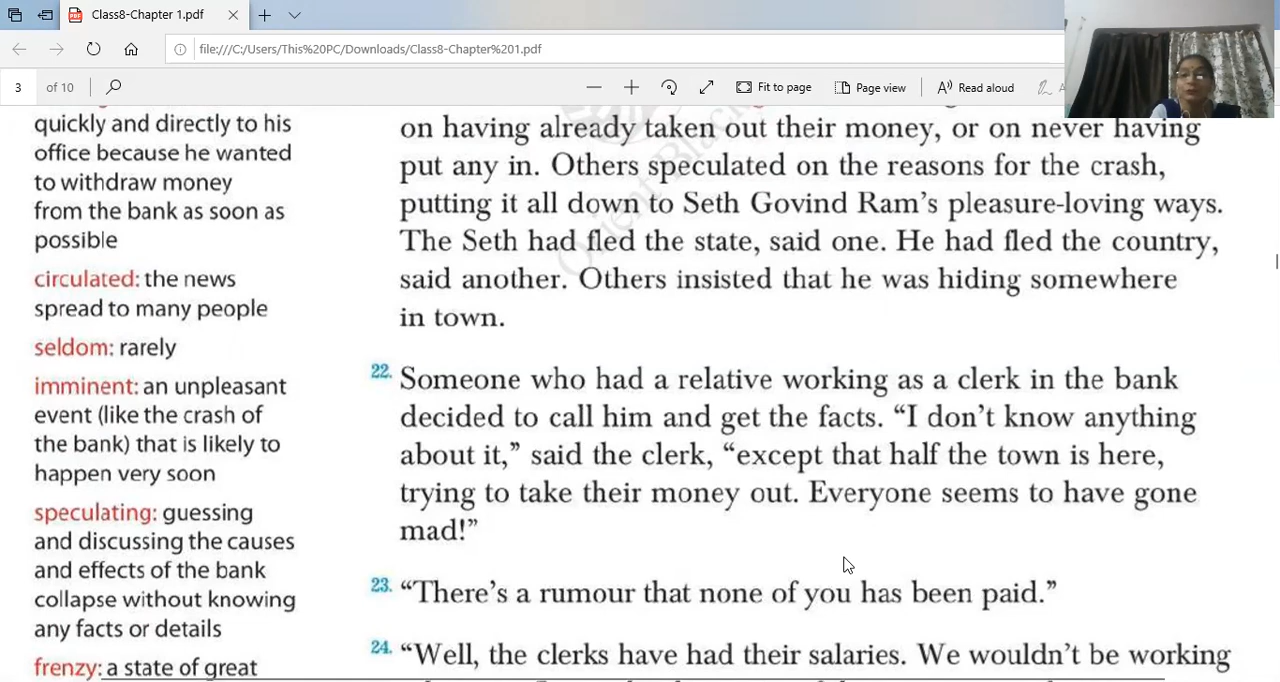 Class8-Chapter 1.pdf
file:///C:/Users/This%20PC/Downloads/Class8-Chapter%201.pdf
3 of 10
Fit to page
Page view
Read aloud
quickly and directly to his
office because he wanted
to withdraw money
from the bank as soon as
possible
circulated: the news
spread to many people
seldom: rarely
imminent: an unpleasant
event (like the crash of
the bank) that is likely to
happen very soon
speculating: guessing
and discussing the causes
and effects of the bank
collapse without knowing
any facts or details
frenzy: a state of great
on having already taken out their money, or on never having
put any in. Others speculated on the reasons for the crash,
putting it all down to Seth Govind Ram's pleasure-loving ways.
The Seth had fled the state, said one. He had fled the country,
said another. Others insisted that he was hiding somewhere
in town.
22. Someone who had a relative working as a clerk in the bank
decided to call him and get the facts. “I don't know anything
about it,” said the clerk, “except that half the town is here,
trying to take their money out. Everyone seems to have gone
mad!”
23. “There's a rumour that none of you has been paid.”
24. “Well, the clerks have had their salaries. We wouldn't be working
Orient Blac